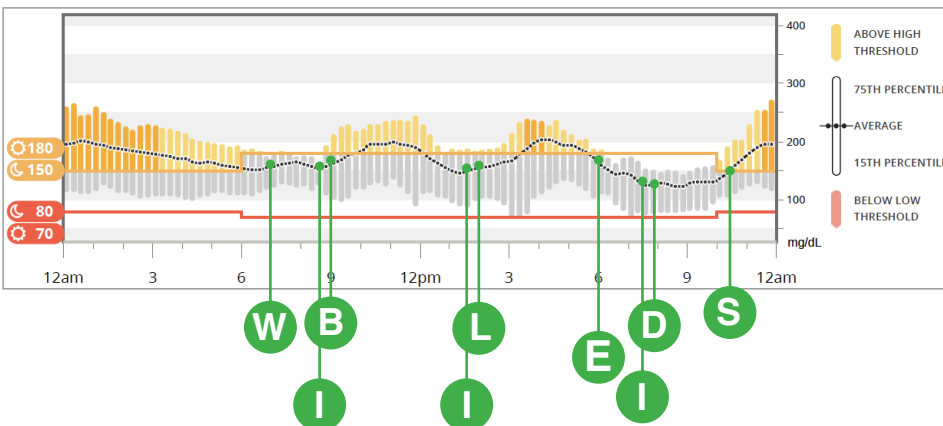 400
300
200
100
mg/dL
180
150
80
70
12am 3 6 9 12pm 3 6 9 12am
W B L E D S
I I I
ABOVE HIGH
THRESHOLD
75TH PERCENTILE
AVERAGE
15TH PERCENTILE
BELOW LOW
THRESHOLD